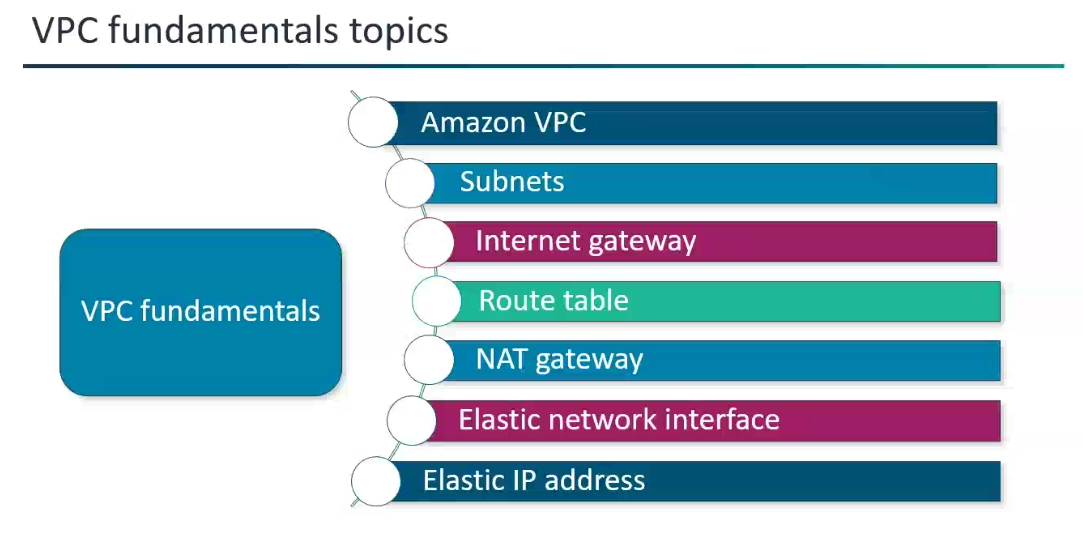 VPC fundamentals topics
VPC fundamentals
Amazon VPC
Subnets
Internet gateway
Route table
NAT gateway
Elastic network interface
Elastic IP address